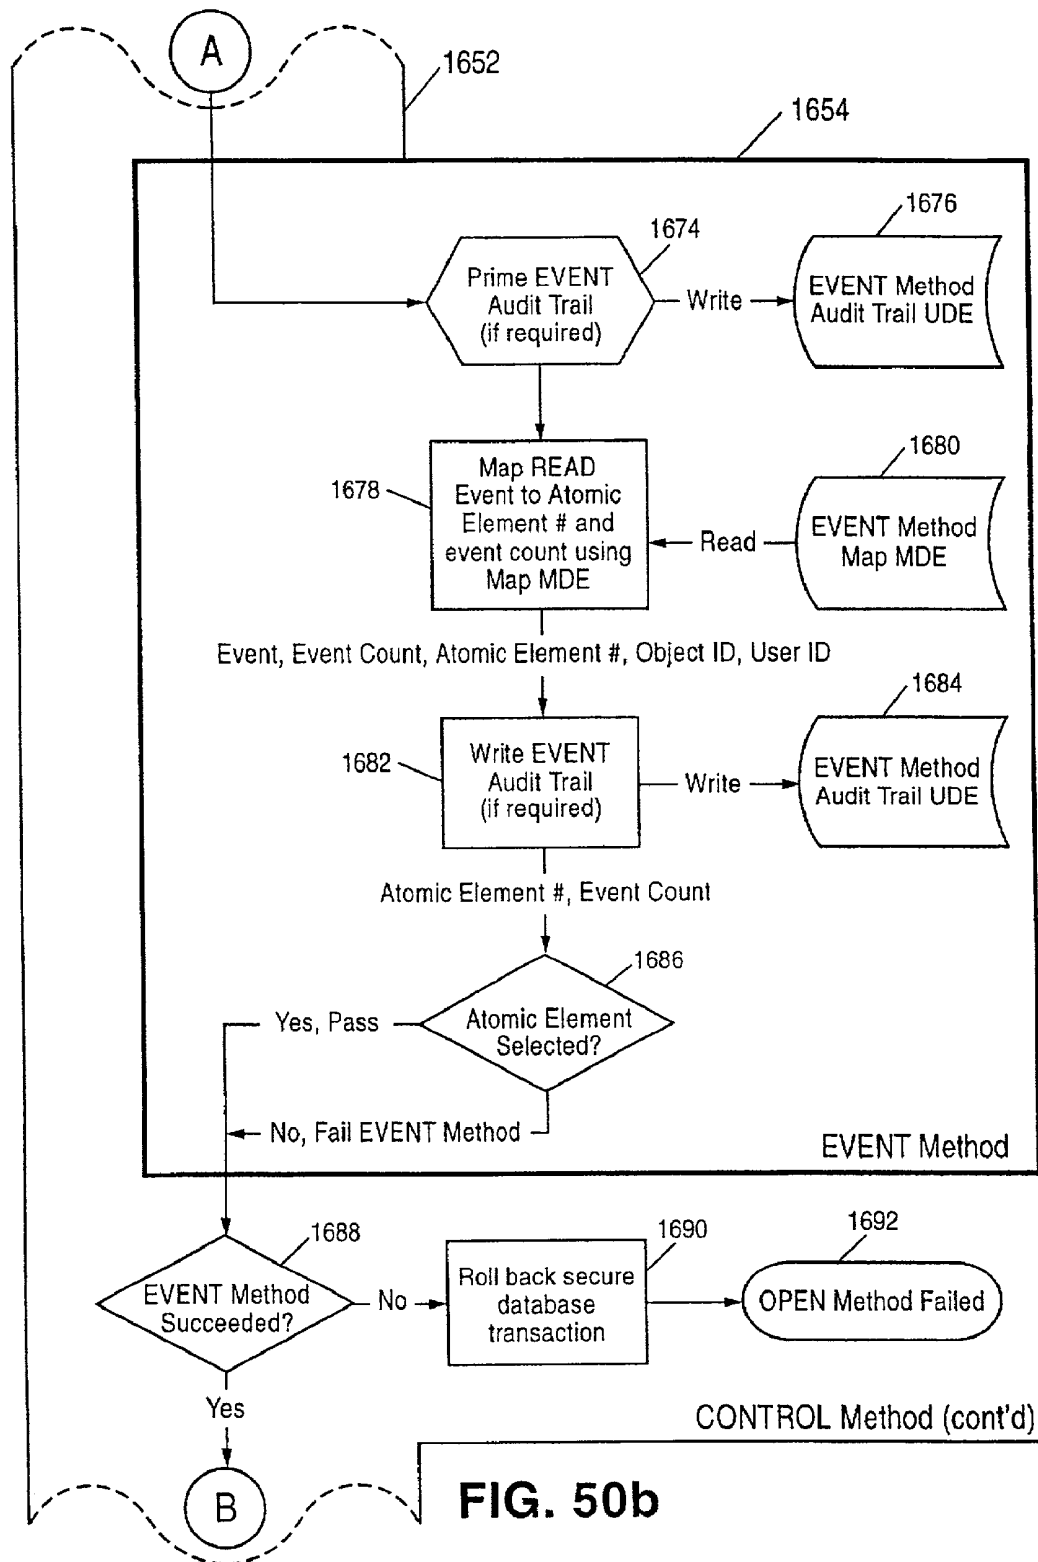 A
1652
1654
1674
1676
Prime EVENT
Audit Trail
(if required)
Write
EVENT Method
Audit Trail UDE
1678
Map READ
Event to Atomic
Element # and
event count using
Map MDE
Read
1680
EVENT Method
Map MDE
Event, Event Count, Atomic Element #, Object ID, User ID
1682
Write EVENT
Audit Trail
(if required)
Write
1684
EVENT Method
Audit Trail UDE
Atomic Element #, Event Count
1686
Atomic Element
Selected?
Yes, Pass
No, Fail EVENT Method
EVENT Method
1688
EVENT Method
Succeeded?
No
1690
Roll back secure
database
transaction
1692
OPEN Method Failed
Yes
CONTROL Method (cont'd)
B
FIG. 50b